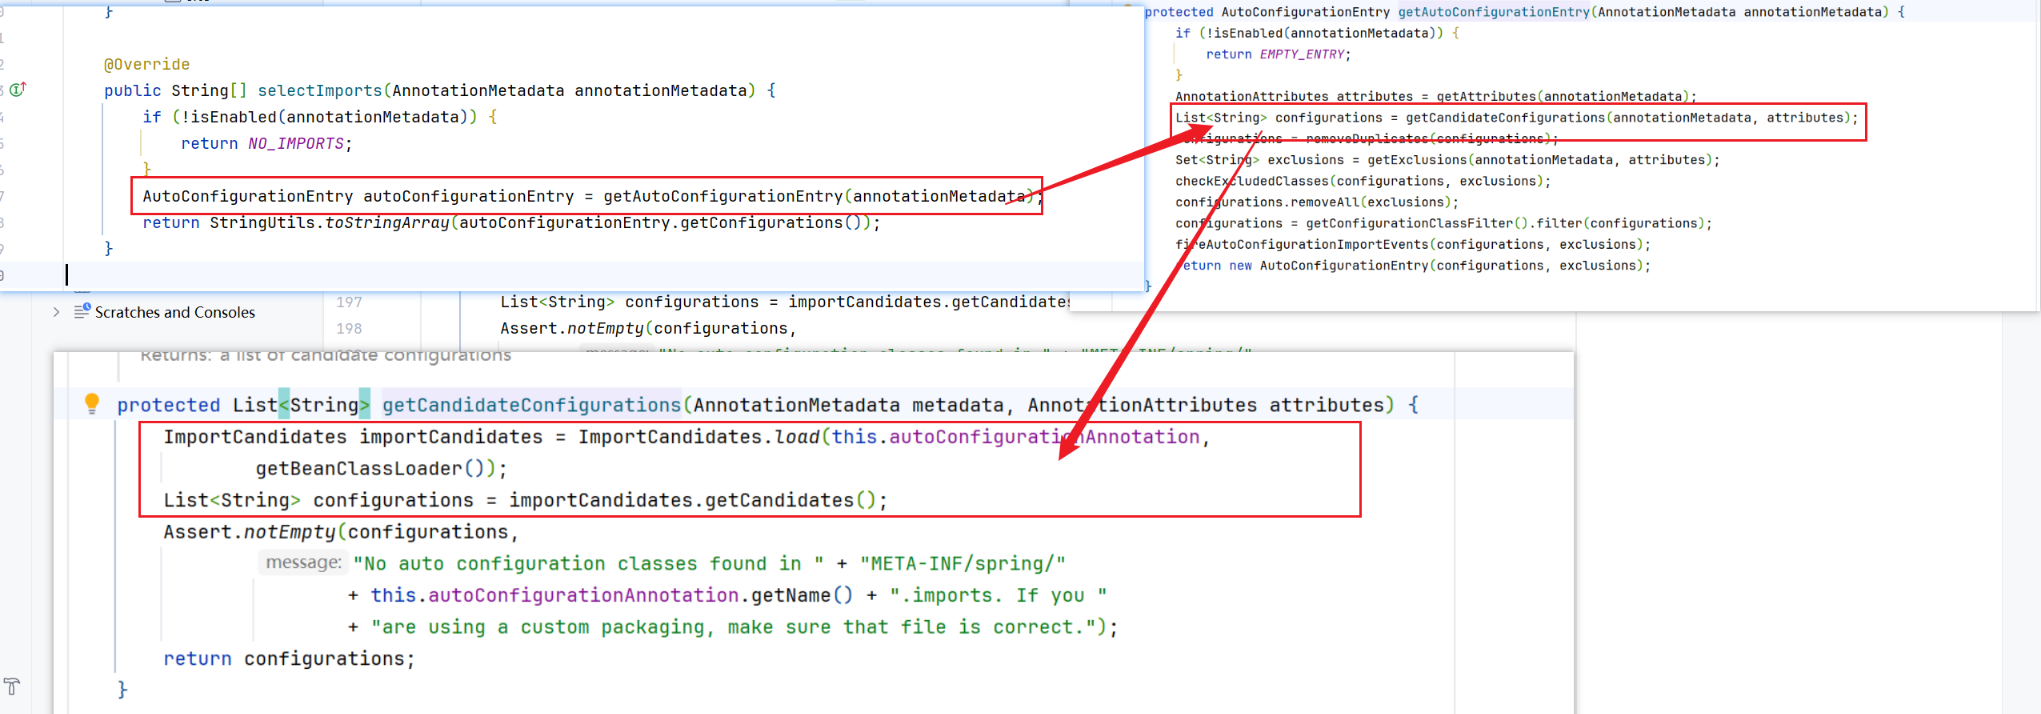 }
@Override
public String[] selectImports(AnnotationMetadata annotationMetadata) {
if (!isEnabled(annotationMetadata)) {
return NO_IMPORTS;
}
AutoConfigurationEntry autoConfigurationEntry = getAutoConfigurationEntry(annotationMetadata);
return StringUtils.toStringArray(autoConfigurationEntry.getConfigurations());
}
protected AutoConfigurationEntry getAutoConfigurationEntry(AnnotationMetadata annotationMetadata) {
if (!isEnabled(annotationMetadata)) {
return EMPTY_ENTRY;
}
AnnotationAttributes attributes = getAttributes(annotationMetadata);
List<String> configurations = getCandidateConfigurations(annotationMetadata, attributes);
configurations = removeDuplicates(configurations);
Set<String> exclusions = getExclusions(annotationMetadata, attributes);
checkExcludedClasses(configurations, exclusions);
configurations.removeAll(exclusions);
configurations = getConfigurationClassFilter().filter(configurations);
fireAutoConfigurationImportEvents(configurations, exclusions);
return new AutoConfigurationEntry(configurations, exclusions);
}
Scratches and Consoles
197 List<String> configurations = importCandidates.getCandidates
198 Assert.notEmpty(configurations,
Returns: a list of candidate configurations
protected List<String> getCandidateConfigurations(AnnotationMetadata metadata, AnnotationAttributes attributes) {
ImportCandidates importCandidates = ImportCandidates.load(this.autoConfigurationAnnotation,
getBeanClassLoader());
List<String> configurations = importCandidates.getCandidates();
Assert.notEmpty(configurations,
message: "No auto configuration classes found in " + "META-INF/spring/"
+ this.autoConfigurationAnnotation.getName() + ".imports. If you "
+ "are using a custom packaging, make sure that file is correct.");
return configurations;
}